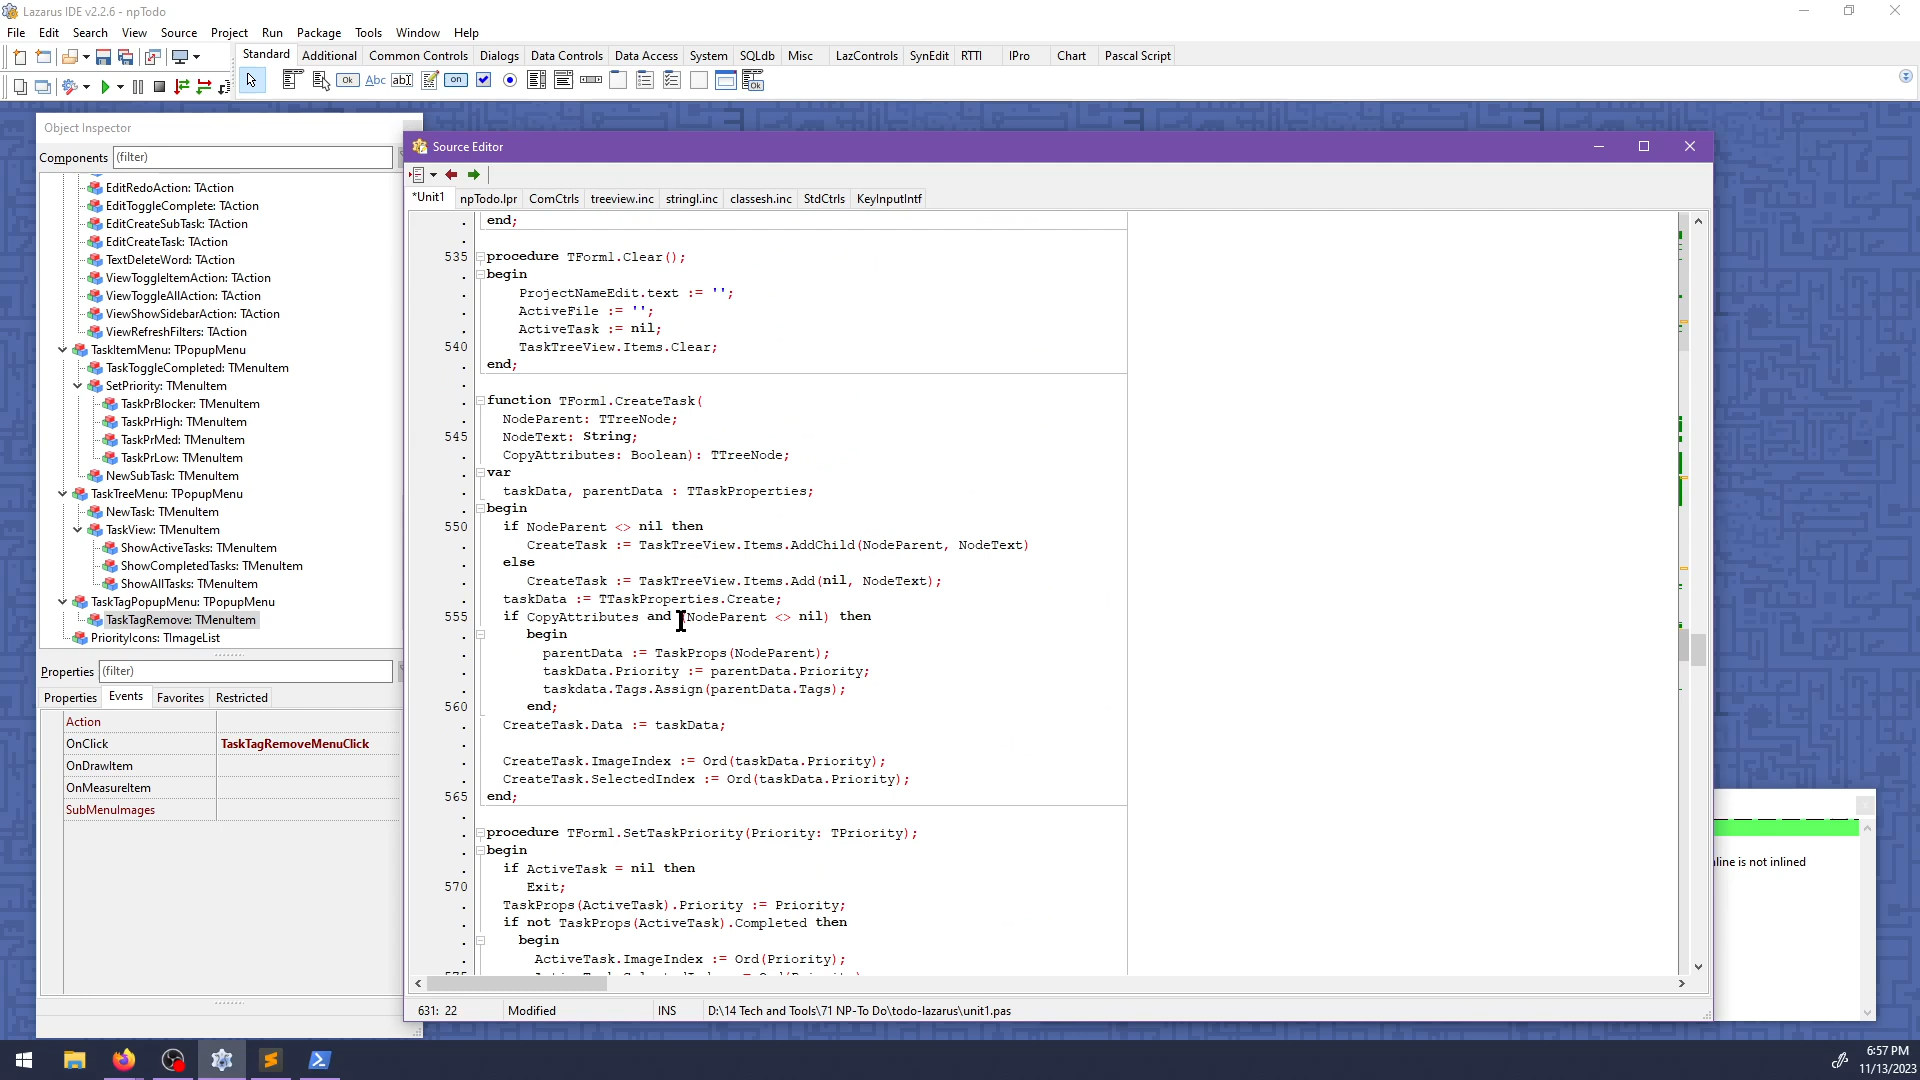 Lazarus IDE v2.2.6 - npTodo
File Edit Search View Source Project Run Package Tools Window Help
Standard Additional Common Controls Dialogs Data Controls Data Access System SQLdb Misc LazControls SynEdit RTTI IPro Chart Pascal Script
Ok Abc ab on Ok
Object Inspector
Components (filter)
EditRedoAction: TAction
EditToggleComplete: TAction
EditCreateSubTask: TAction
EditCreateTask: TAction
TextDeleteWord: TAction
ViewToggleItemAction: TAction
ViewToggleAllAction: TAction
ViewShowSidebarAction: TAction
ViewRefreshFilters: TAction
TaskItemMenu: TPopupMenu
TaskToggleCompleted: TMenuItem
SetPriority: TMenuItem
TaskPrBlocker: TMenuItem
TaskPrHigh: TMenuItem
TaskPrMed: TMenuItem
TaskPrLow: TMenuItem
NewSubTask: TMenuItem
TaskTreeMenu: TPopupMenu
NewTask: TMenuItem
TaskView: TMenuItem
ShowActiveTasks: TMenuItem
ShowCompletedTasks: TMenuItem
ShowAllTasks: TMenuItem
TaskTagPopupMenu: TPopupMenu
TaskTagRemove: TMenuItem
PriorityIcons: TImageList
Properties (filter)
Properties Events Favorites Restricted
Action
OnClick TaskTagRemoveMenuClick
OnDrawItem
OnMeasureItem
SubMenuImages
Source Editor
*Unit1 npTodo.lpr ComCtrls treeview.inc stringl.inc classesh.inc StdCtrls KeyInputIntf
end;
535 procedure TForm1.Clear();
begin
ProjectNameEdit.text := '';
ActiveFile := '';
ActiveTask := nil;
540 TaskTreeView.Items.Clear;
end;
function TForm1.CreateTask(
NodeParent: TTreeNode;
545 NodeText: String;
CopyAttributes: Boolean): TTreeNode;
var
taskData, parentData : TTaskProperties;
begin
550 if NodeParent <> nil then
CreateTask := TaskTreeView.Items.AddChild(NodeParent, NodeText)
else
CreateTask := TaskTreeView.Items.Add(nil, NodeText);
taskData := TTaskProperties.Create;
555 if CopyAttributes and (NodeParent <> nil) then
begin
parentData := TaskProps(NodeParent);
taskData.Priority := parentData.Priority;
taskdata.Tags.Assign(parentData.Tags);
560 end;
CreateTask.Data := taskData;
CreateTask.ImageIndex := Ord(taskData.Priority);
CreateTask.SelectedIndex := Ord(taskData.Priority);
565 end;
procedure TForm1.SetTaskPriority(Priority: TPriority);
begin
if ActiveTask = nil then
570 Exit;
TaskProps(ActiveTask).Priority := Priority;
if not TaskProps(ActiveTask).Completed then
begin
ActiveTask.ImageIndex := Ord(Priority);
line is not inlined
631: 22 Modified INS D:\14 Tech and Tools\71 NP-To Do\todo-lazarus\unit1.pas
6:57 PM
11/13/2023